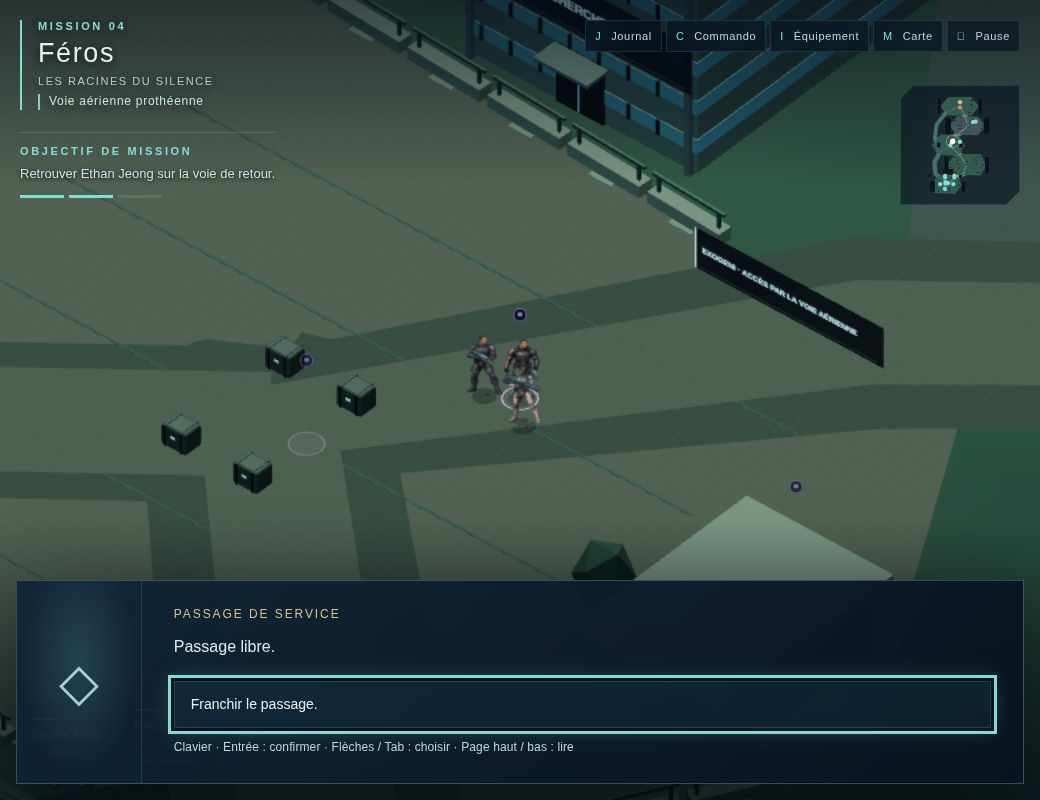 MISSION 04
Féros
LES RACINES DU SILENCE
Voie aérienne prothéenne
OBJECTIF DE MISSION
Retrouver Ethan Jeong sur la voie de retour.
J Journal
C Commando
I Équipement
M Carte
Pause
EXOGENI - ACCÈS PAR LA VOIE AÉRIENNE
PASSAGE DE SERVICE
Passage libre.
Franchir le passage.
Clavier · Entrée : confirmer · Flèches / Tab : choisir · Page haut / bas : lire